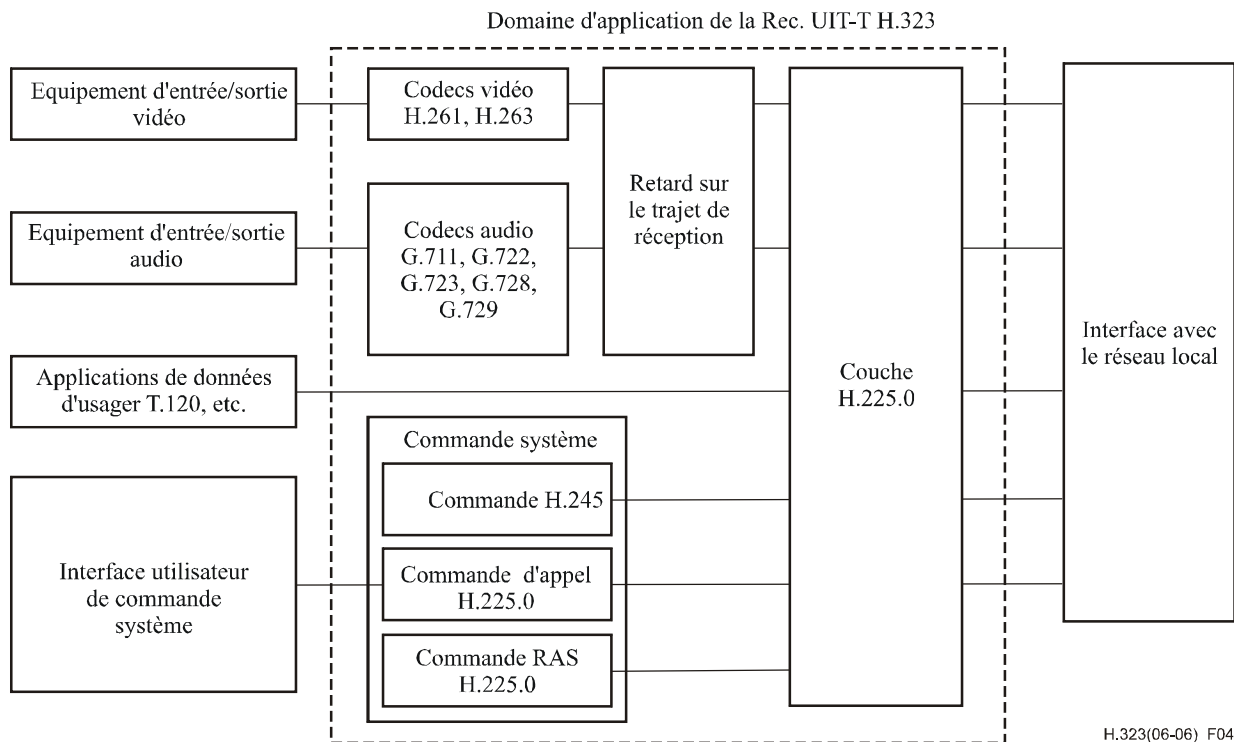 Domaine d'application de la Rec. UIT-T H.323
Equipement d'entrée/sortie
vidéo
Codecs vidéo
H.261, H.263
Retard sur
le trajet de
réception
Equipement d'entrée/sortie
audio
Codecs audio
G.711, G.722,
G.723, G.728,
G.729
Interface avec
le réseau local
Applications de données
d'usager T.120, etc.
Couche
H.225.0
Commande système
Commande H.245
Interface utilisateur
de commande
système
Commande d'appel
H.225.0
Commande RAS
H.225.0
H.323(06-06)_F04